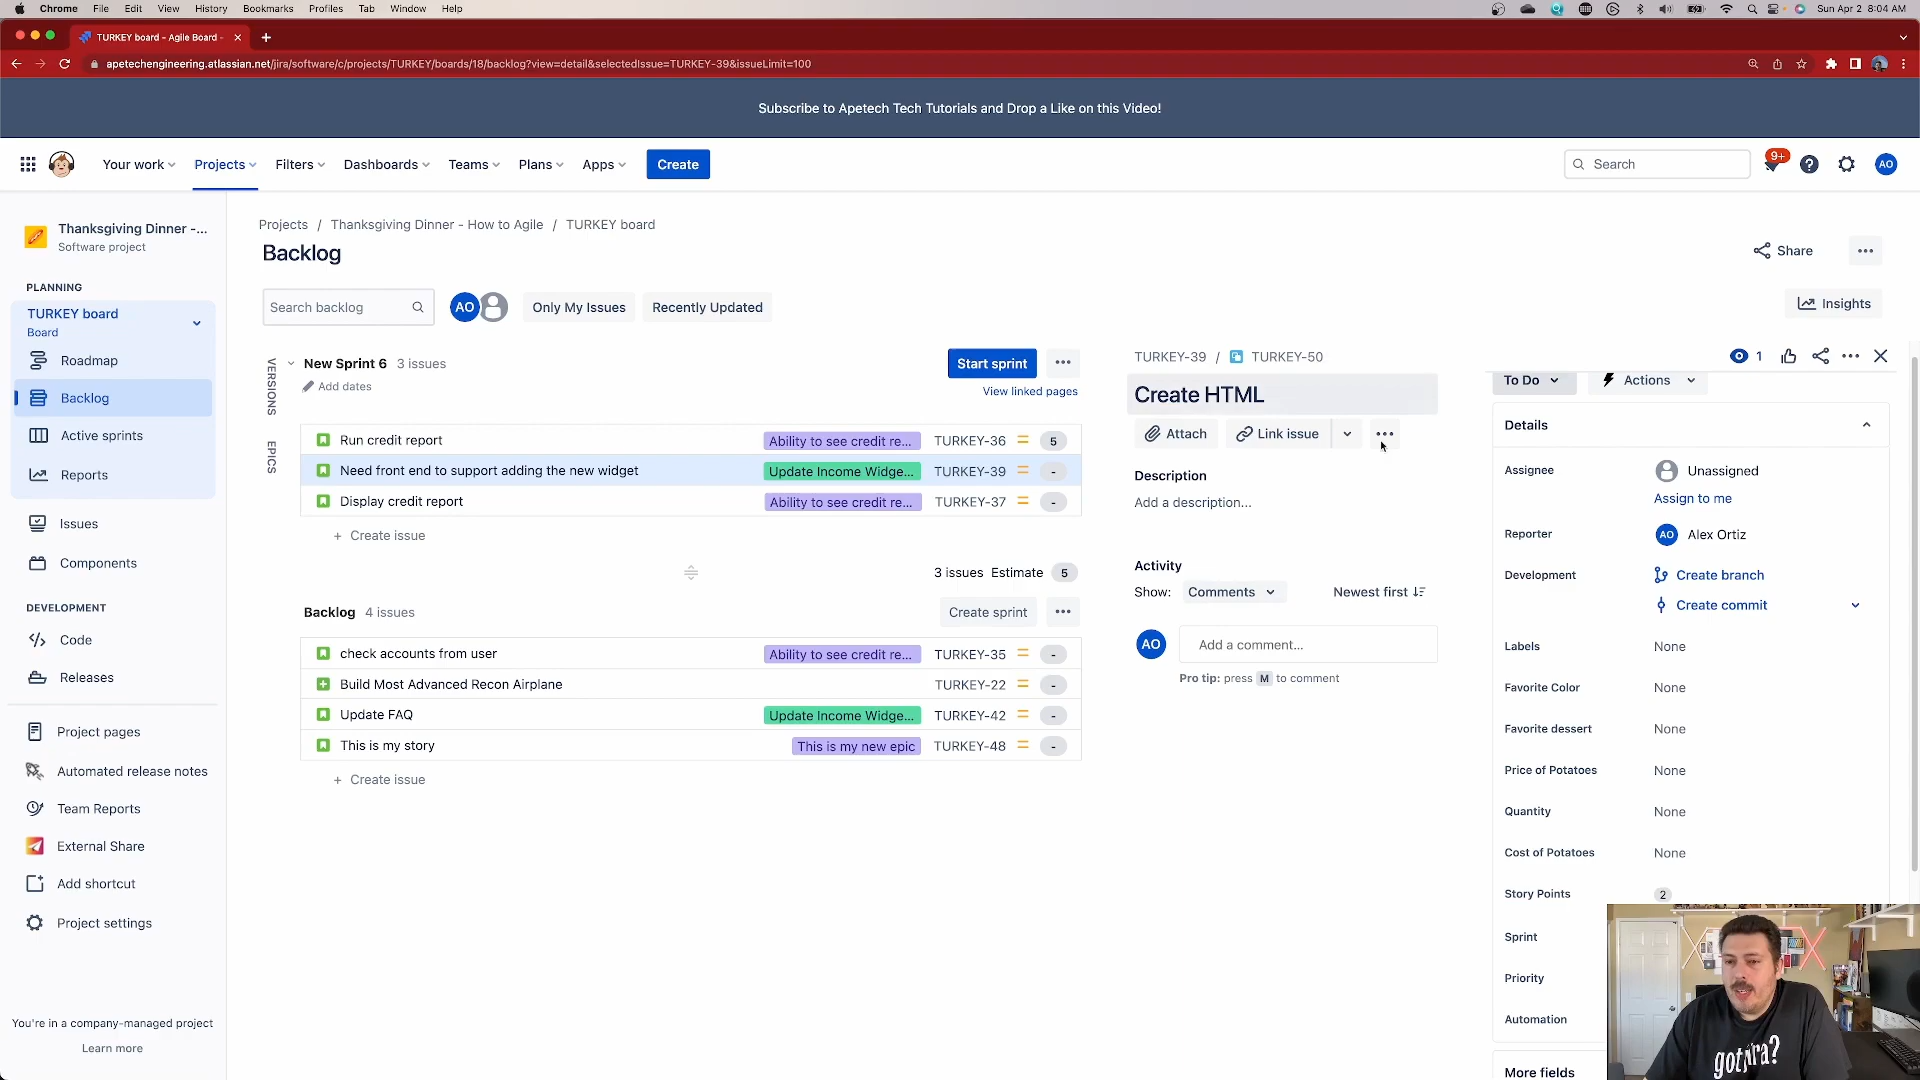 Chrome File Edit View History Bookmarks Profiles Tab Window Help
Sun Apr 2 8:04 AM
TURKEY board - Agile Board -
apetechengineering.atlassian.net/jira/software/c/projects/TURKEY/boards/18/backlog?view=detail&selectedIssue=TURKEY-39&issueLimit=100
Subscribe to Apetech Tech Tutorials and Drop a Like on this Video!
Your work Projects Filters Dashboards Teams Plans Apps Create
Search
9+
AO
Thanksgiving Dinner -...
Software project
PLANNING
TURKEY board
Board
Roadmap
Backlog
Active sprints
Reports
Issues
Components
DEVELOPMENT
Code
Releases
Project pages
Automated release notes
Team Reports
External Share
Add shortcut
Project settings
You're in a company-managed project
Learn more
Projects / Thanksgiving Dinner - How to Agile / TURKEY board
Backlog
Share
Search backlog
AO
Only My Issues
Recently Updated
Insights
VERSIONS
EPICS
New Sprint 6 3 issues
Start sprint
Add dates
View linked pages
Run credit report Ability to see credit re... TURKEY-36 5
Need front end to support adding the new widget Update Income Widge... TURKEY-39 -
Display credit report Ability to see credit re... TURKEY-37 -
+ Create issue
3 issues Estimate 5
Backlog 4 issues
Create sprint
check accounts from user Ability to see credit re... TURKEY-35 -
Build Most Advanced Recon Airplane TURKEY-22 -
Update FAQ Update Income Widge... TURKEY-42 -
This is my story This is my new epic TURKEY-48 -
+ Create issue
TURKEY-39 / TURKEY-50
1
Create HTML
Attach
Link issue
Description
Add a description...
Activity
Show: Comments
Newest first
AO
Add a comment...
Pro tip: press M to comment
To Do
Actions
Details
Assignee Unassigned
Assign to me
Reporter AO Alex Ortiz
Development Create branch
Create commit
Labels None
Favorite Color None
Favorite dessert None
Price of Potatoes None
Quantity None
Cost of Potatoes None
Story Points 2
Sprint
Priority
Automation
More fields